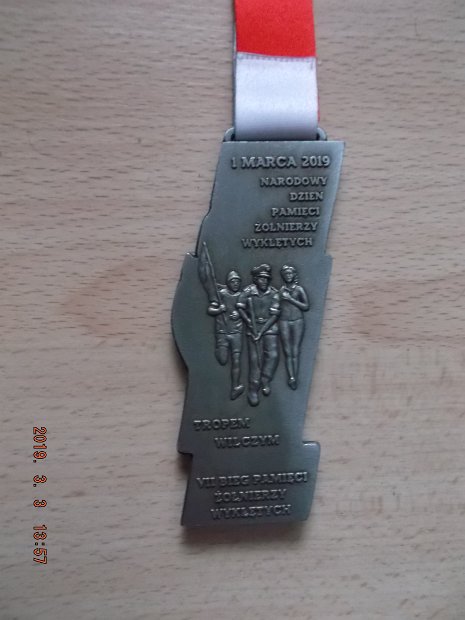 1 MARCA 2019
NARODOWY
DZIEŃ
PAMIĘCI
ŻOŁNIERZY
WYKLĘTYCH
TROPEM
WILCZYM
VII BIEG PAMIĘCI
ŻOŁNIERZY
WYKLĘTYCH
2019. 3. 3 13:57